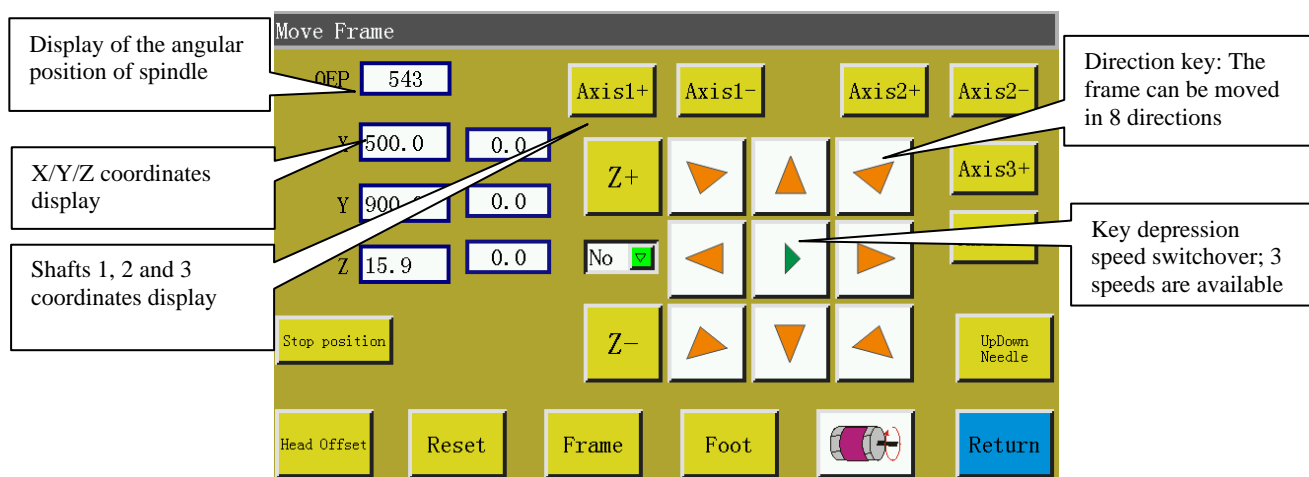 Move Frame
Display of the angular
position of spindle
543
Axis1+
Axis1-
Axis2+
Axis2-
Direction key: The
frame can be moved
in 8 directions
X/Y/Z coordinates
display
500.0
0.0
Z+
Axis3+
Y
0.0
Shafts 1, 2 and 3
coordinates display
Z
15.9
0.0
No
Key depression
speed switchover; 3
speeds are available
Stop position
Z-
UpDown
Needle
Head Offset
Reset
Frame
Foot
Return